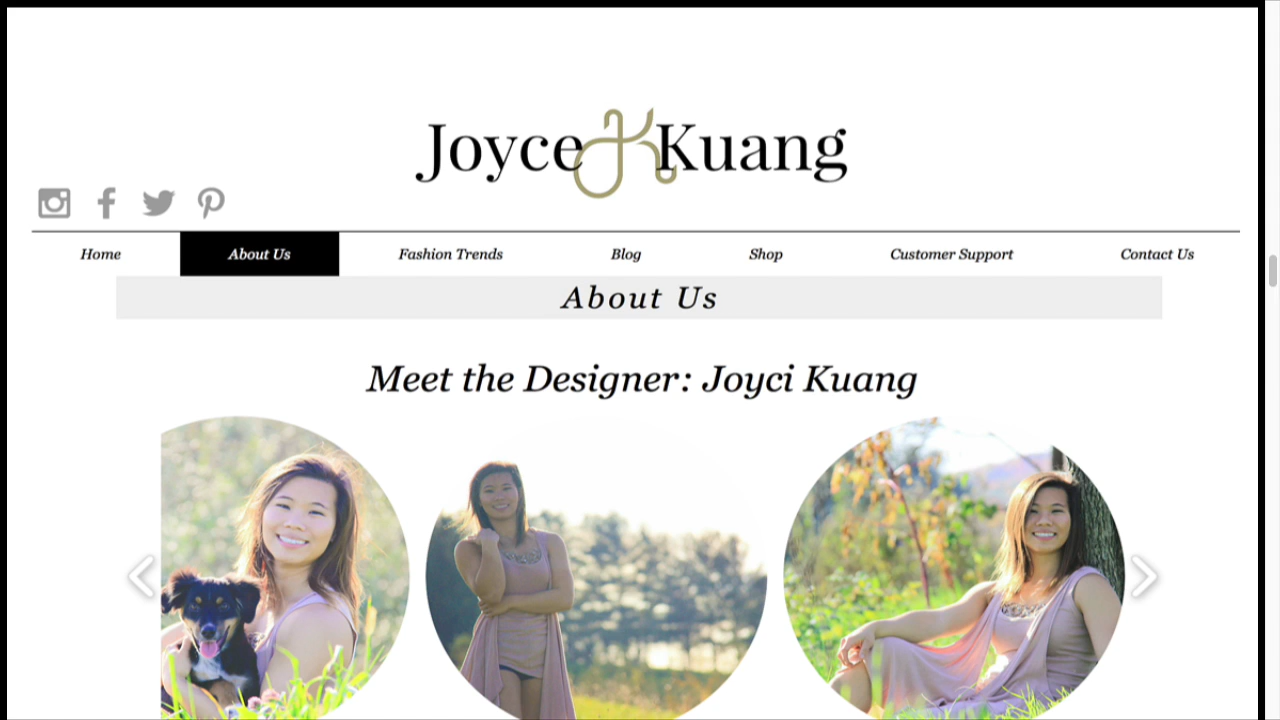 Joyce Kuang
Home About Us Fashion Trends Blog Shop Customer Support Contact Us
About Us
Meet the Designer: Joyci Kuang